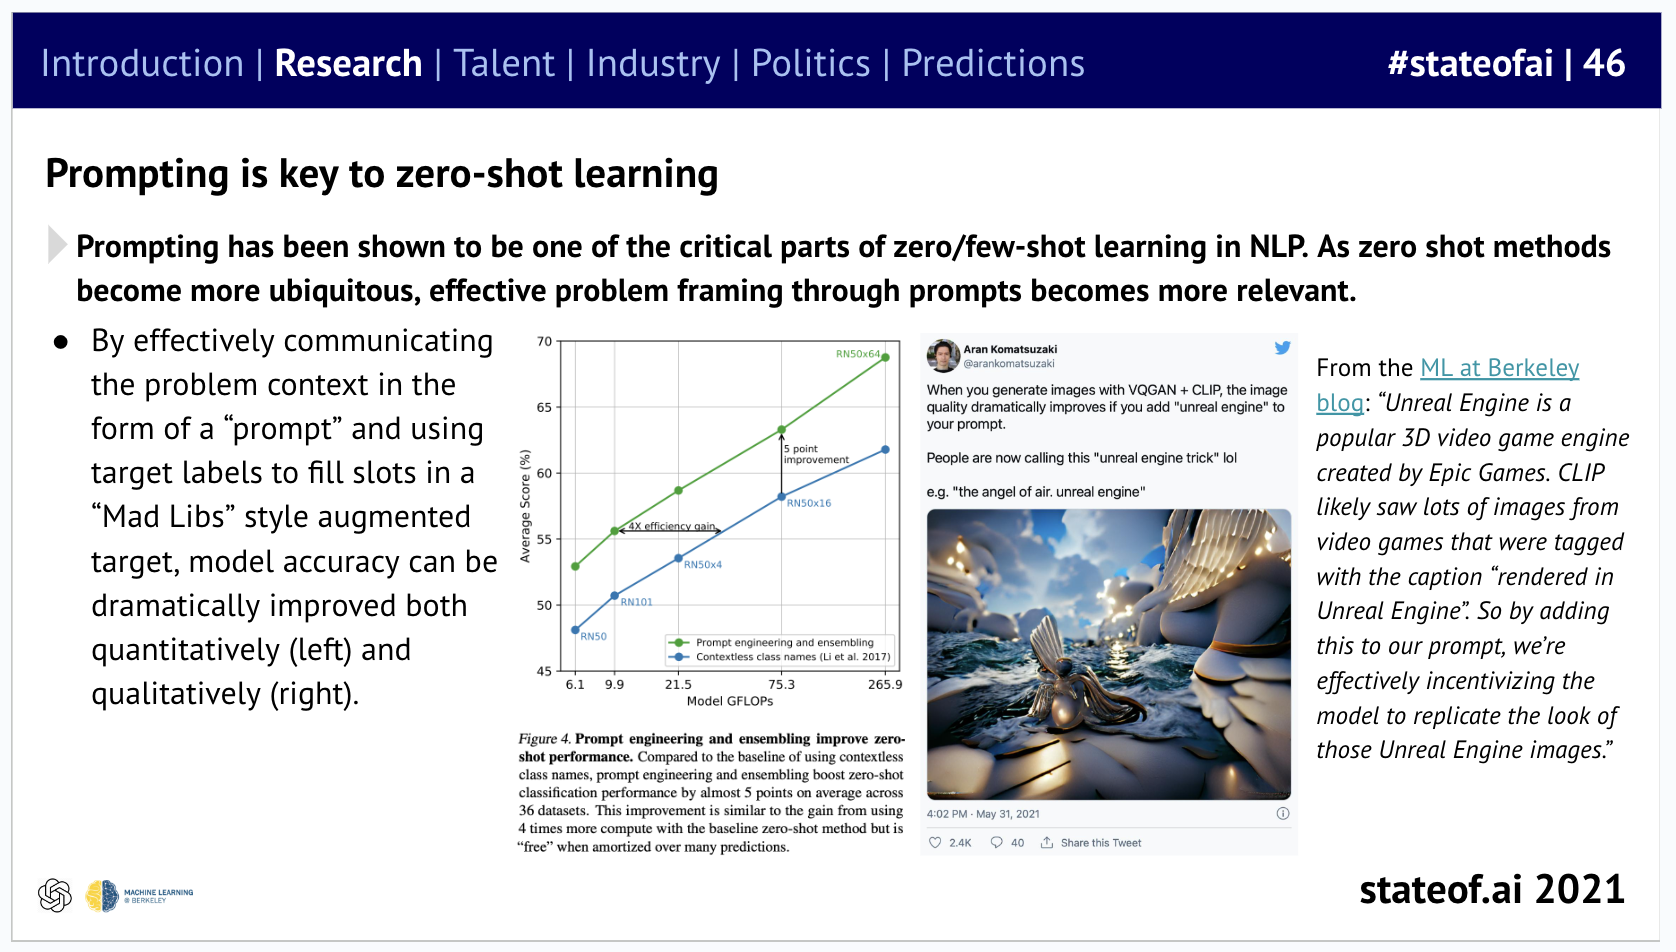 Introduction | Research | Talent | Industry | Politics | Predictions
#stateofai | 46
Prompting is key to zero-shot learning
Prompting has been shown to be one of the critical parts of zero/few-shot learning in NLP. As zero shot methods
become more ubiquitous, effective problem framing through prompts becomes more relevant.
● By effectively communicating
the problem context in the
form of a “prompt” and using
target labels to fill slots in a
“Mad Libs” style augmented
target, model accuracy can be
dramatically improved both
quantitatively (left) and
qualitatively (right).
70
65
60
55
50
45
Average Score (%)
RN50x64
5 point
improvement
RN50x16
4X efficiency gain
RN50x4
RN101
RN50
Prompt engineering and ensembling
Contextless class names (Li et al. 2017)
6.1 9.9 21.5 75.3 265.9
Model GFLOPs
Figure 4. Prompt engineering and ensembling improve zero-
shot performance. Compared to the baseline of using contextless
class names, prompt engineering and ensembling boost zero-shot
classification performance by almost 5 points on average across
36 datasets. This improvement is similar to the gain from using
4 times more compute with the baseline zero-shot method but is
“free” when amortized over many predictions.
Aran Komatsuzaki
@arankomatsuzaki
When you generate images with VQGAN + CLIP, the image
quality dramatically improves if you add "unreal engine" to
your prompt.
People are now calling this "unreal engine trick" lol
e.g. "the angel of air. unreal engine"
4:02 PM · May 31, 2021
2.4K 40 Share this Tweet
From the ML at Berkeley
blog: “Unreal Engine is a
popular 3D video game engine
created by Epic Games. CLIP
likely saw lots of images from
video games that were tagged
with the caption “rendered in
Unreal Engine”. So by adding
this to our prompt, we’re
effectively incentivizing the
model to replicate the look of
those Unreal Engine images.”
MACHINE LEARNING
@ BERKELEY
stateof.ai 2021